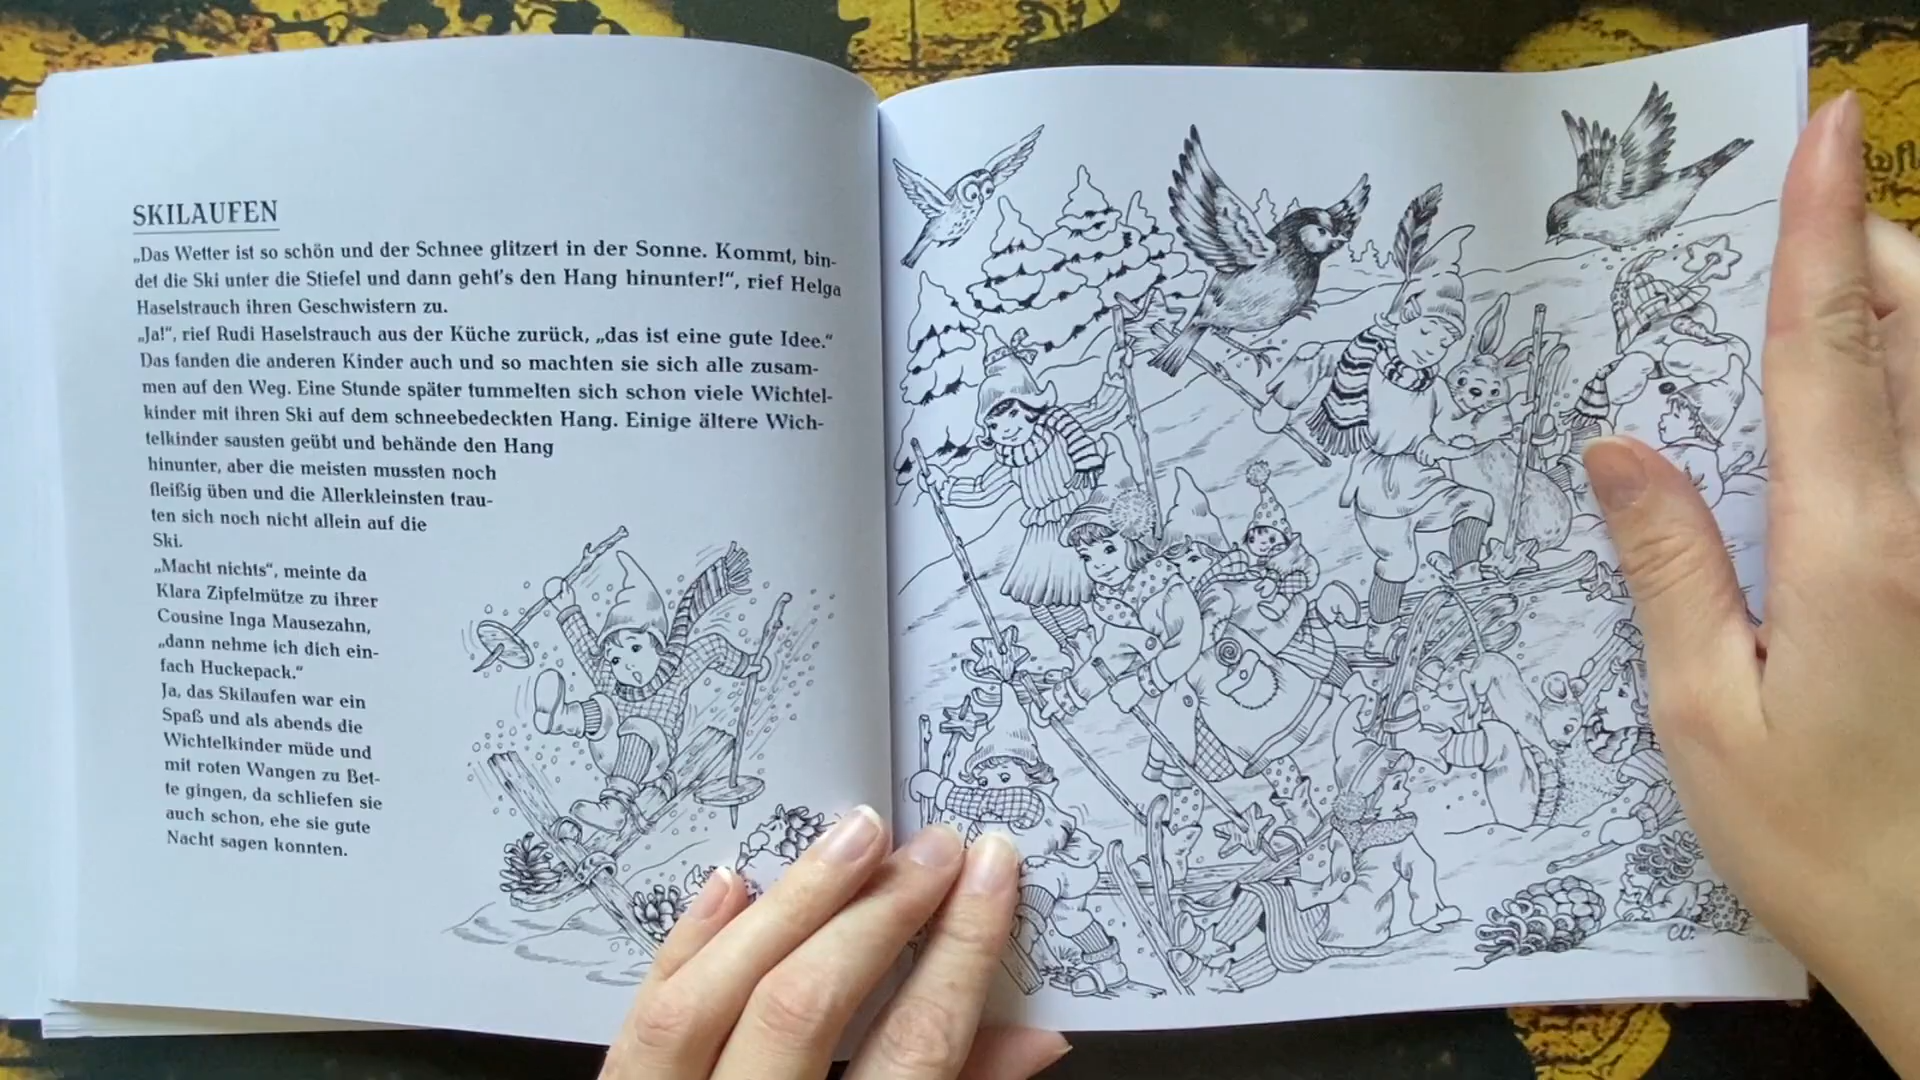 SKILAUFEN
„Das Wetter ist so schön und der Schnee glitzert in der Sonne. Kommt, bin-
det die Ski unter die Stiefel und dann geht's den Hang hinunter!“, rief Helga
Haselstrauch ihren Geschwistern zu.
„Ja!“, rief Rudi Haselstrauch aus der Küche zurück, „das ist eine gute Idee.“
Das fanden die anderen Kinder auch und so machten sie sich alle zusam-
men auf den Weg. Eine Stunde später tummelten sich schon viele Wichtel-
kinder mit ihren Ski auf dem schneebedeckten Hang. Einige ältere Wich-
telkinder sausten geübt und behände den Hang
hinunter, aber die meisten mussten noch
fleißig üben und die Allerkleinsten trau-
ten sich noch nicht allein auf die
Ski.
„Macht nichts“, meinte da
Klara Zipfelmütze zu ihrer
Cousine Inga Mausezahn,
„dann nehme ich dich ein-
fach Huckepack.“
Ja, das Skilaufen war ein
Spaß und als abends die
Wichtelkinder müde und
mit roten Wangen zu Bet-
te gingen, da schliefen sie
auch schon, ehe sie gute
Nacht sagen konnten.